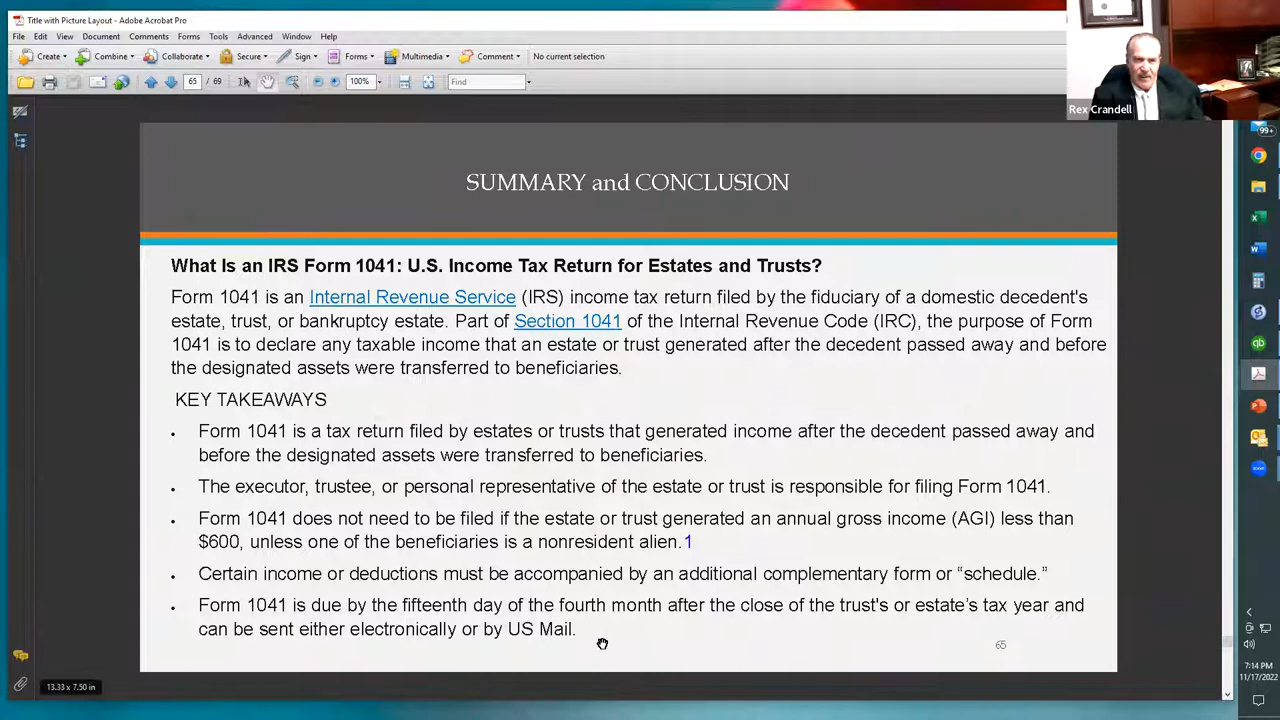 Title with Picture Layout - Adobe Acrobat Pro
File Edit View Document Comments Forms Tools Advanced Window Help
Create Combine Collaborate Secure Sign Forms Multimedia Comment No current selection
65 / 69 100% Find
Rex Crandell
99+
SUMMARY and CONCLUSION
What Is an IRS Form 1041: U.S. Income Tax Return for Estates and Trusts?
Form 1041 is an Internal Revenue Service (IRS) income tax return filed by the fiduciary of a domestic decedent's
estate, trust, or bankruptcy estate. Part of Section 1041 of the Internal Revenue Code (IRC), the purpose of Form
1041 is to declare any taxable income that an estate or trust generated after the decedent passed away and before
the designated assets were transferred to beneficiaries.
KEY TAKEAWAYS
• Form 1041 is a tax return filed by estates or trusts that generated income after the decedent passed away and
before the designated assets were transferred to beneficiaries.
• The executor, trustee, or personal representative of the estate or trust is responsible for filing Form 1041.
• Form 1041 does not need to be filed if the estate or trust generated an annual gross income (AGI) less than
$600, unless one of the beneficiaries is a nonresident alien.1
• Certain income or deductions must be accompanied by an additional complementary form or “schedule.”
• Form 1041 is due by the fifteenth day of the fourth month after the close of the trust's or estate's tax year and
can be sent either electronically or by US Mail.
65
13.33 x 7.50 in
7:14 PM
11/17/2022